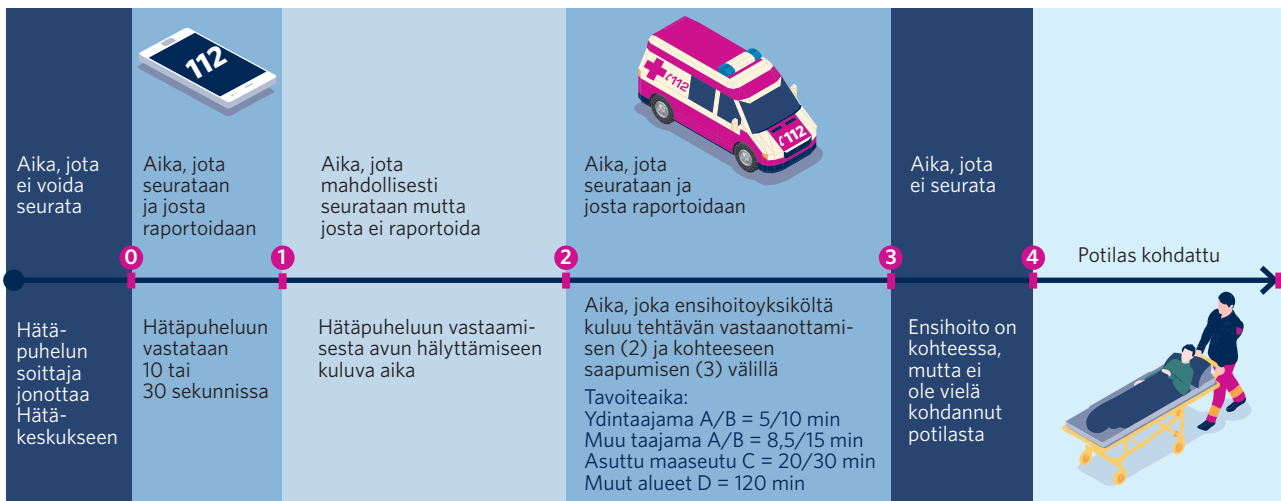 112
112
112
Aika, jota
ei voida
seurata
Aika, jota
seurataan
ja josta
raportoidaan
Aika, jota
mahdollisesti
seurataan mutta
josta ei raportoida
Aika, jota
seurataan ja
josta raportoidaan
Aika, jota
ei seurata
0
1
2
3
4
Potilas kohdattu
Hätä-
puhelun
soittaja
jonottaa
Hätä-
keskukseen
Hätäpuheluun
vastataan
10 tai
30 sekunnissa
Hätäpuheluun vastaami-
sesta avun hälyttämiseen
kuluva aika
Aika, joka ensihoitoyksiköltä
kuluu tehtävän vastaanottami-
sen (2) ja kohteeseen
saapumisen (3) välillä
Tavoiteaika:
Ydintaajama A/B = 5/10 min
Muu taajama A/B = 8,5/15 min
Asuttu maaseutu C = 20/30 min
Muut alueet D = 120 min
Ensihoito on
kohteessa,
mutta ei
ole vielä
kohdannut
potilasta